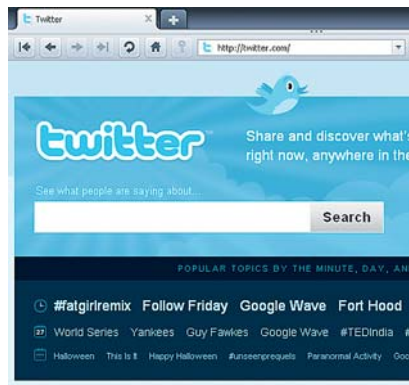 Twitter
http://twitter.com/
twitter
Share and discover what's
right now, anywhere in the
See what people are saying about...
Search
POPULAR TOPICS BY THE MINUTE, DAY, AN
#fatgirlremix Follow Friday Google Wave Fort Hood
World Series Yankees Guy Fawkes Google Wave #TEDIndia #
Halloween This Is It Happy Halloween #unseenprequels Paranormal Activity Goo